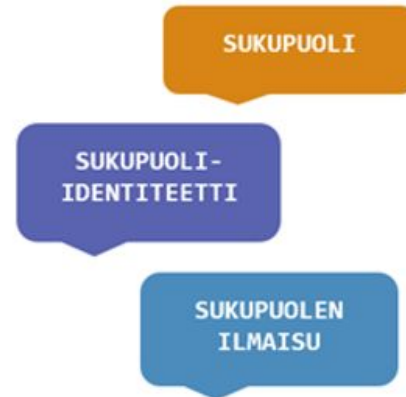 SUKUPUOLI
SUKUPUOLI-
IDENTITEETTI
SUKUPUOLEN
ILMAISU